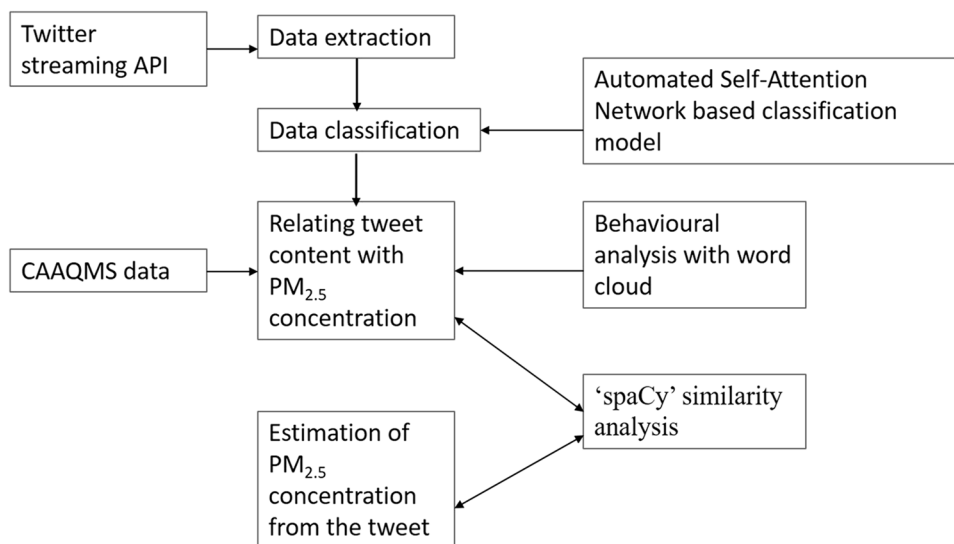 Twitter
streaming API
Data extraction
Automated Self-Attention
Network based classification
model
Data classification
Relating tweet
content with
PM₂.₅
concentration
Behavioural
analysis with word
cloud
CAAQMS data
‘spaCy’ similarity
analysis
Estimation of
PM₂.₅
concentration
from the tweet